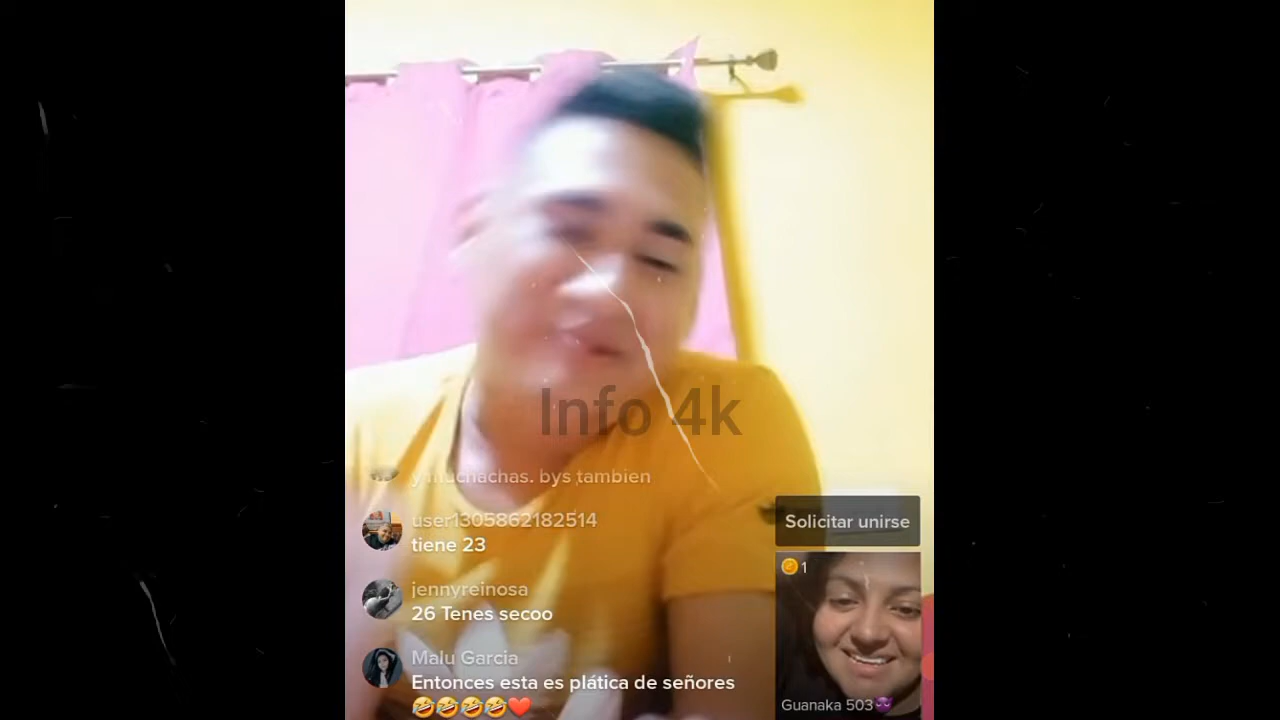 Info 4k
y muchachas. bys tambien
user1305862182514
tiene 23
Solicitar unirse
jennyreinosa
26 Tenes secoo
1
Malu Garcia
Entonces esta es plática de señores
🤣🤣🤣🤣❤️
Guanaka 503😈